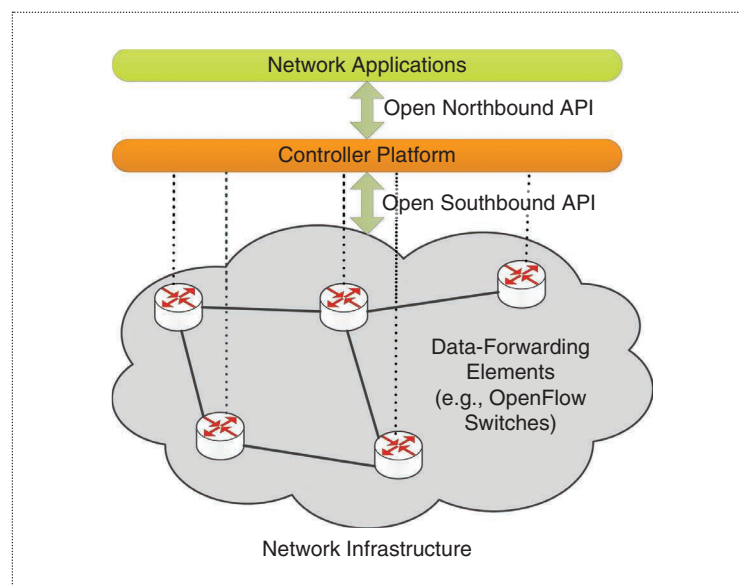 Network Applications
Open Northbound API
Controller Platform
Open Southbound API
Data-Forwarding
Elements
(e.g., OpenFlow
Switches)
Network Infrastructure